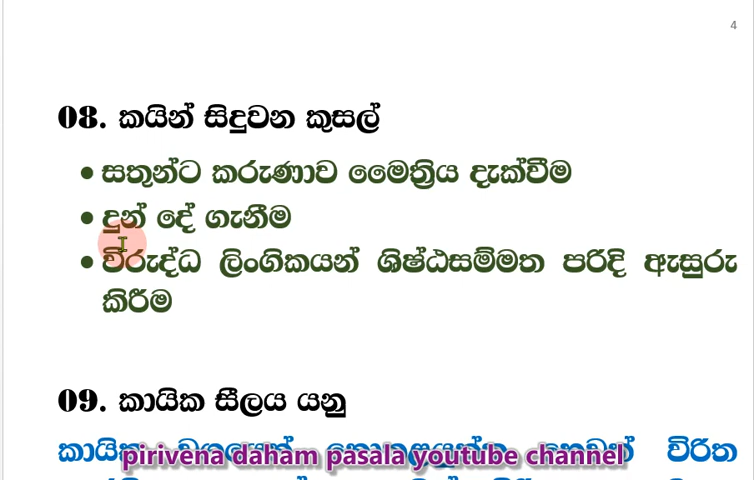 4
08. කයින් සිදුවන කුසල්
• සතුන්ට කරුණාව මෛත්‍රිය දැක්වීම
• දුන් දේ ගැනීම
• විරුද්ධ ලිංගිකයන් ශිෂ්ඨසම්මත පරිදි ඇසුරු
කිරීම
09. කායික සීලය යනු
කායික විරිත
pirivena daham pasala youtube channel